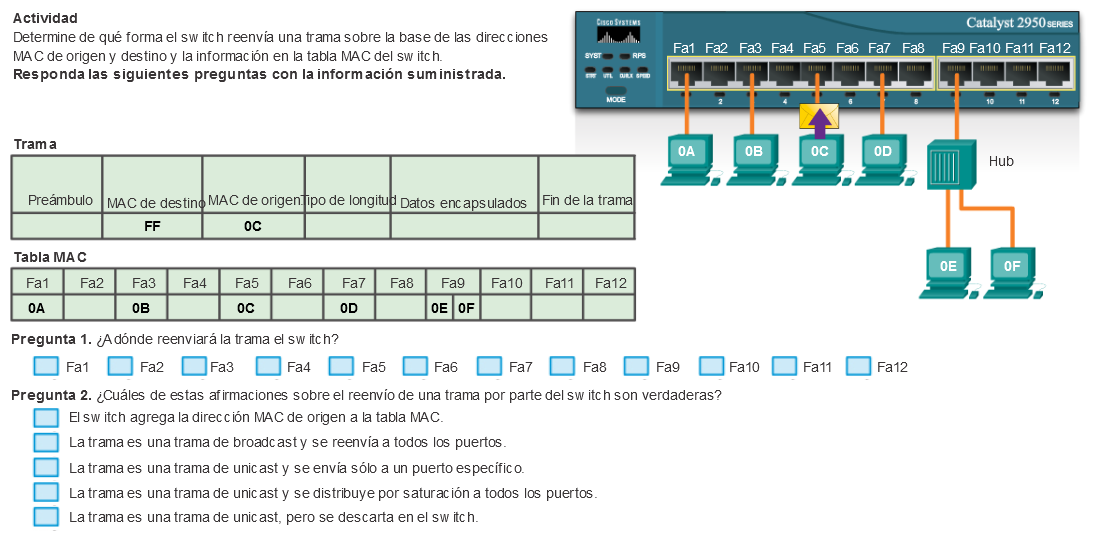 Actividad
Determine de qué forma el switch reenvía una trama sobre la base de las direcciones
MAC de origen y destino y la información en la tabla MAC del switch.
Responda las siguientes preguntas con la información suministrada.
CISCO SYSTEMS
Catalyst 2950 SERIES
SYST RPS
STAT UTIL DUPLX SPEED
MODE
Fa1 Fa2 Fa3 Fa4 Fa5 Fa6 Fa7 Fa8 Fa9 Fa10 Fa11 Fa12
2 4 6 8 10 11 12
0A 0B 0C 0D
Hub
0E 0F
Trama
Preámbulo MAC de destino MAC de origen Tipo de longitud Datos encapsulados Fin de la trama
FF 0C
Tabla MAC
Fa1 Fa2 Fa3 Fa4 Fa5 Fa6 Fa7 Fa8 Fa9 Fa10 Fa11 Fa12
0A 0B 0C 0D 0E 0F
Pregunta 1. ¿Adónde reenviará la trama el switch?
Fa1 Fa2 Fa3 Fa4 Fa5 Fa6 Fa7 Fa8 Fa9 Fa10 Fa11 Fa12
Pregunta 2. ¿Cuáles de estas afirmaciones sobre el reenvío de una trama por parte del switch son verdaderas?
El switch agrega la dirección MAC de origen a la tabla MAC.
La trama es una trama de broadcast y se reenvía a todos los puertos.
La trama es una trama de unicast y se envía sólo a un puerto específico.
La trama es una trama de unicast y se distribuye por saturación a todos los puertos.
La trama es una trama de unicast, pero se descarta en el switch.